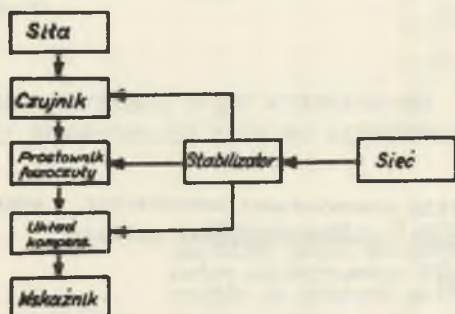 Siła
Czujnik
Prostownik
fazoczuły
Stabilizator
Sieć
Układ
kompens.
Wskaźnik